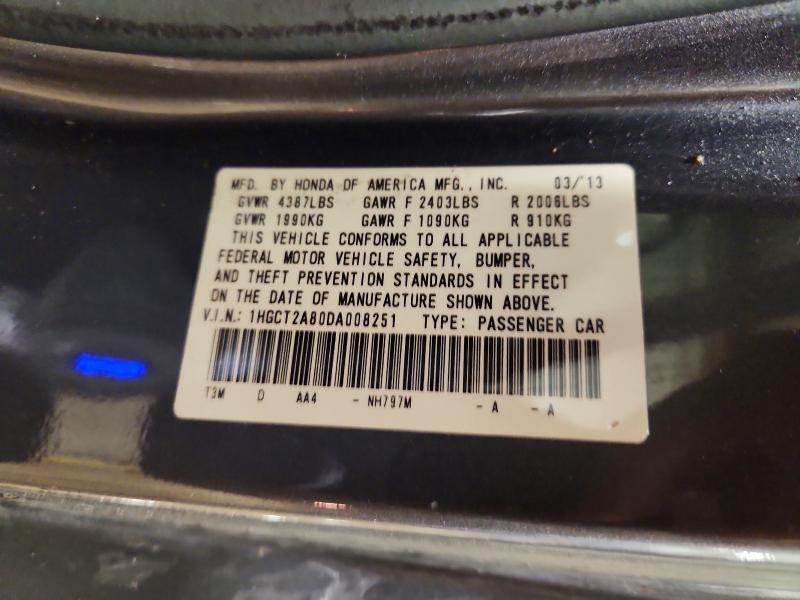 MFD. BY HONDA OF AMERICA MFG., INC. 03/'13
GVWR 4387LBS GAWR F 2403LBS R 2006LBS
GVWR 1990KG GAWR F 1090KG R 910KG
THIS VEHICLE CONFORMS TO ALL APPLICABLE
FEDERAL MOTOR VEHICLE SAFETY, BUMPER,
AND THEFT PREVENTION STANDARDS IN EFFECT
ON THE DATE OF MANUFACTURE SHOWN ABOVE.
V.I.N.: 1HGCT2A80DA008251 TYPE: PASSENGER CAR
T3M D AA4 - NH797M - A - A